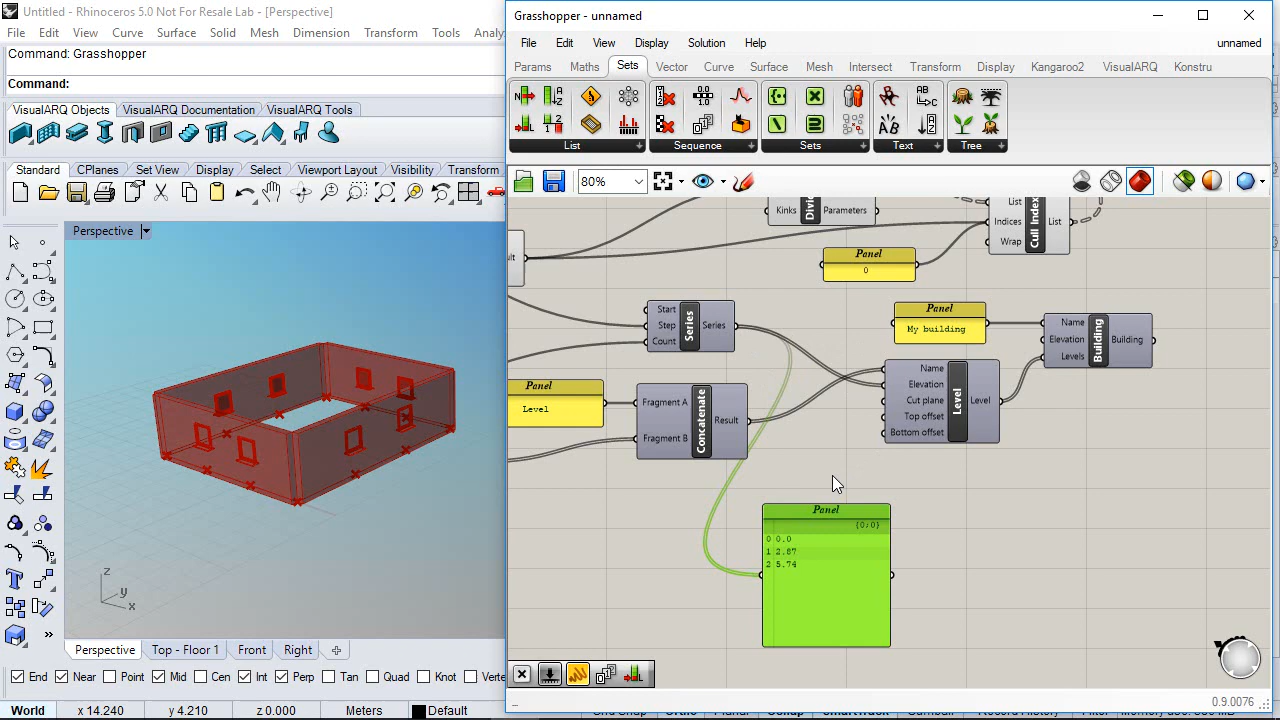 Untitled - Rhinoceros 5.0 Not For Resale Lab - [Perspective]
File Edit View Curve Surface Solid Mesh Dimension Transform Tools Analy
Command: Grasshopper
Command:
VisualARQ Objects VisualARQ Documentation VisualARQ Tools
Standard CPlanes Set View Display Select Viewport Layout Visibility Transform
Perspective
z
y
x
Perspective Top - Floor 1 Front Right
End Near Point Mid Cen Int Perp Tan Quad Knot Verte
World x 14.240 y 4.210 z 0.000 Meters Default
Grasshopper - unnamed
File Edit View Display Solution Help unnamed
Params Maths Sets Vector Curve Surface Mesh Intersect Transform Display Kangaroo2 VisualARQ Konstru
List Sequence Sets Text Tree
80%
Kinks Parameters
List
Indices List
Wrap
Cull Index
Panel
0
Start
Step Series
Count
Series
Panel
My building
Name
Elevation Building
Levels
Building
Panel
Level
Fragment A
Result
Fragment B
Concatenate
Name
Elevation
Cut plane Level
Top offset
Bottom offset
Level
Panel
{0;0}
0 0.0
1 2.87
2 5.74
...
0.9.0076